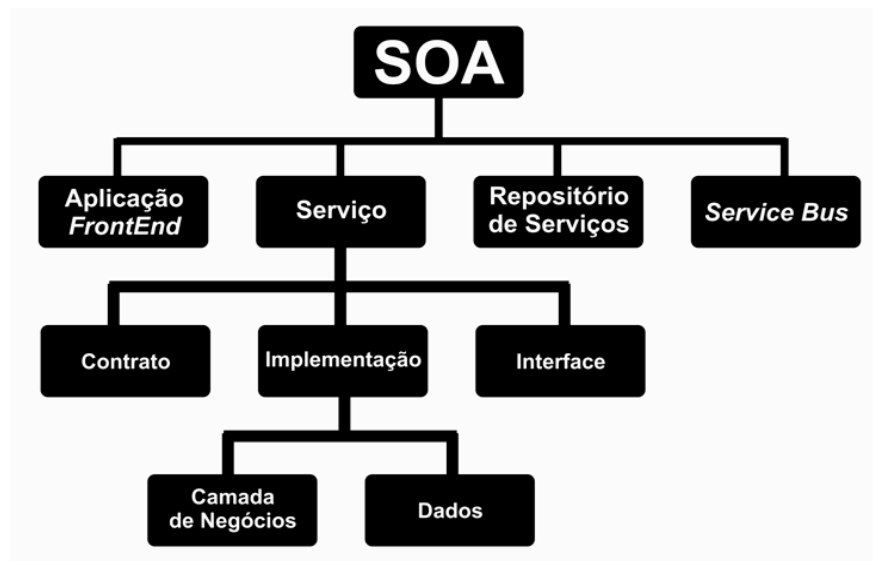 SOA
Aplicação
FrontEnd
Serviço
Repositório
de Serviços
Service Bus
Contrato
Implementação
Interface
Camada
de Negócios
Dados